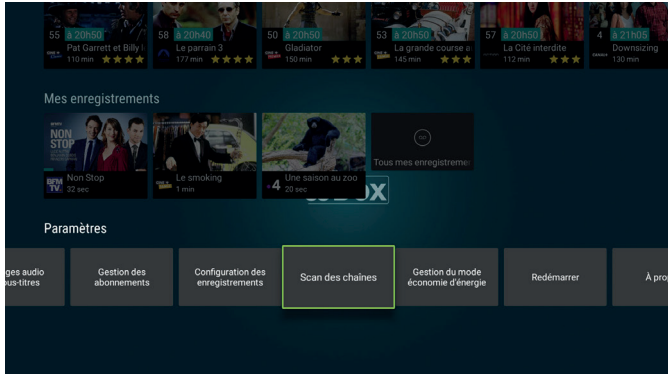 55 à 20h50 58 à 20h40 50 à 20h50 53 à 20h50 57 à 20h50 4 à 21h05
Pat Garrett et Billy l Le parrain 3 Gladiator La grande course a La Cité interdite Downsizing
110 min 177 min 150 min 145 min 112 min 130 min
Mes enregistrements
NON
STOP
BFM
TV. Non Stop Le smoking 4 Une saison au zoo Tous mes enregistreme
32 sec 1 min 20 sec
Paramètres
ges audio Gestion des Configuration des Scan des chaînes Gestion du mode Redémarrer À prop
ous-titres abonnements enregistrements économie d'énergie